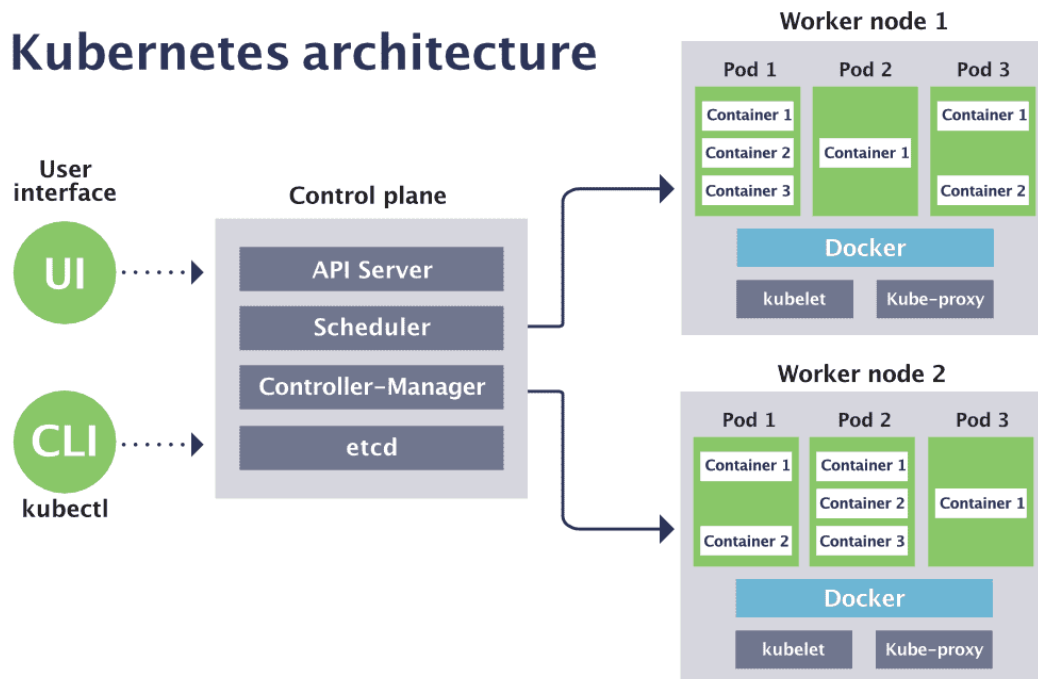 Kubernetes architecture
User
interface
UI
CLI
kubectl
Control plane
API Server
Scheduler
Controller-Manager
etcd
Worker node 1
Pod 1
Container 1
Container 2
Container 3
Pod 2
Container 1
Pod 3
Container 1
Container 2
Docker
kubelet
Kube-proxy
Worker node 2
Pod 1
Container 1
Container 2
Pod 2
Container 1
Container 2
Container 3
Pod 3
Container 1
Docker
kubelet
Kube-proxy